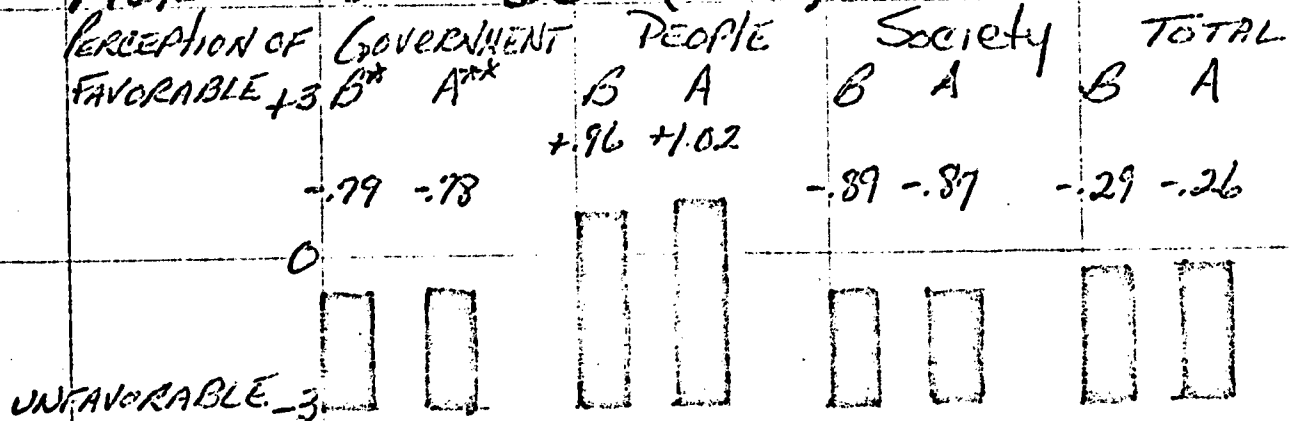 PERCEPTION OF GOVERNMENT PEOPLE Society TOTAL
FAVORABLE +3 B* A** B A B A B A
+.96 +1.02
-.79 -.78 -.89 -.87 -.29 -.26
0
UNFAVORABLE -3